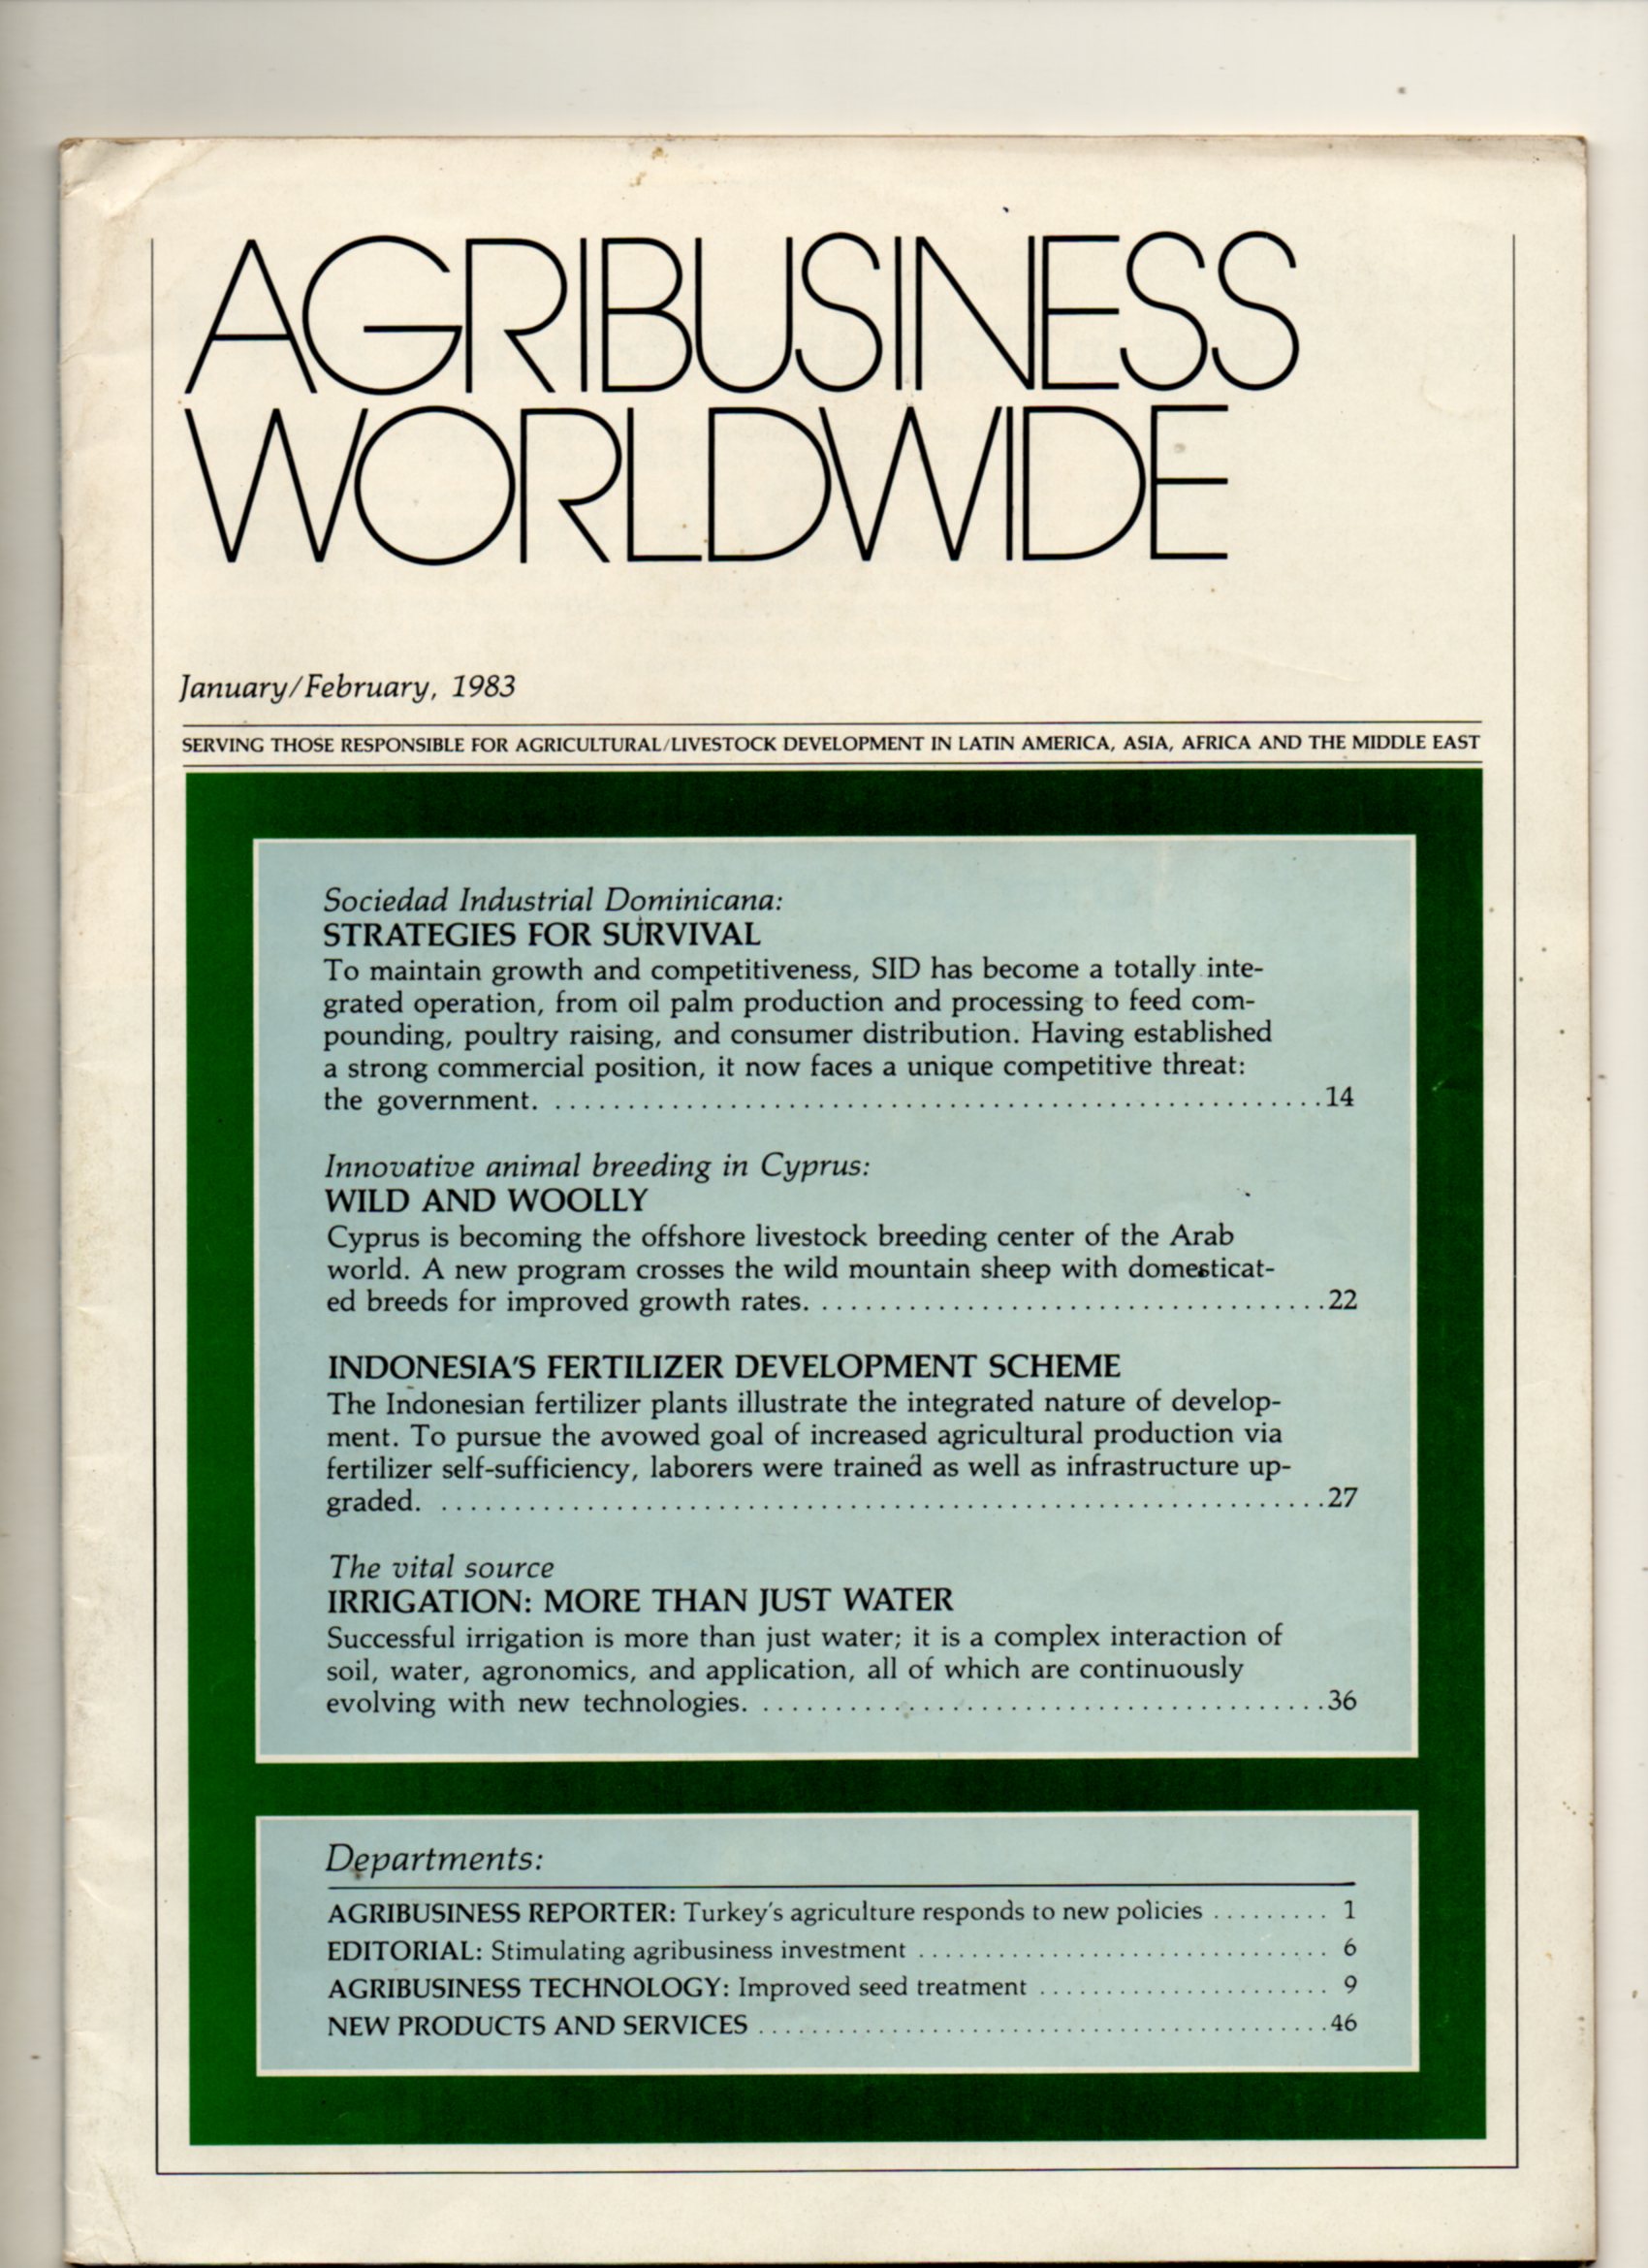 AGRIBUSINESS
WORLDWIDE
January/February, 1983
SERVING THOSE RESPONSIBLE FOR AGRICULTURAL/LIVESTOCK DEVELOPMENT IN LATIN AMERICA, ASIA, AFRICA AND THE MIDDLE EAST
Sociedad Industrial Dominicana:
STRATEGIES FOR SURVIVAL
To maintain growth and competitiveness, SID has become a totally inte-
grated operation, from oil palm production and processing to feed com-
pounding, poultry raising, and consumer distribution. Having established
a strong commercial position, it now faces a unique competitive threat:
the government. ..................................................14
Innovative animal breeding in Cyprus:
WILD AND WOOLLY
Cyprus is becoming the offshore livestock breeding center of the Arab
world. A new program crosses the wild mountain sheep with domesticat-
ed breeds for improved growth rates. ..................................22
INDONESIA'S FERTILIZER DEVELOPMENT SCHEME
The Indonesian fertilizer plants illustrate the integrated nature of develop-
ment. To pursue the avowed goal of increased agricultural production via
fertilizer self-sufficiency, laborers were trained as well as infrastructure up-
graded. ..........................................................27
The vital source
IRRIGATION: MORE THAN JUST WATER
Successful irrigation is more than just water; it is a complex interaction of
soil, water, agronomics, and application, all of which are continuously
evolving with new technologies. ......................................36
Departments:
AGRIBUSINESS REPORTER: Turkey's agriculture responds to new policies ......... 1
EDITORIAL: Stimulating agribusiness investment ............................... 6
AGRIBUSINESS TECHNOLOGY: Improved seed treatment ...................... 9
NEW PRODUCTS AND SERVICES ...........................................46